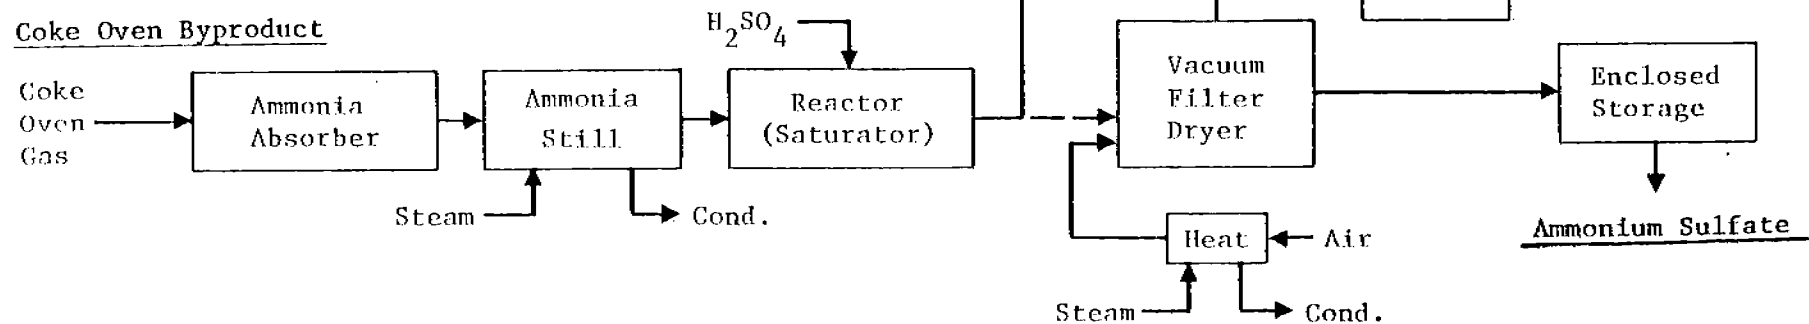 Coke Oven Byproduct
H2SO4
Coke
Oven
Gas
Ammonia
Absorber
Ammonia
Still
Reactor
(Saturator)
Vacuum
Filter
Dryer
Enclosed
Storage
Steam
Cond.
Heat
Air
Ammonium Sulfate
Steam
Cond.